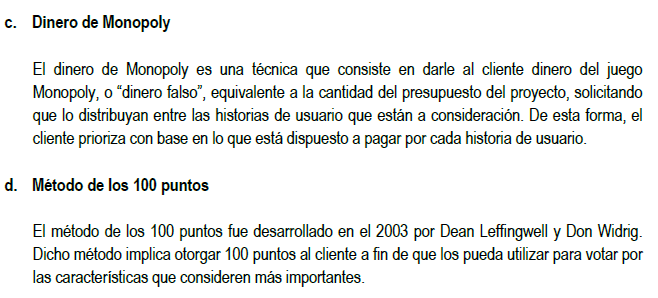 c. Dinero de Monopoly
El dinero de Monopoly es una técnica que consiste en darle al cliente dinero del juego
Monopoly, o “dinero falso”, equivalente a la cantidad del presupuesto del proyecto, solicitando
que lo distribuyan entre las historias de usuario que están a consideración. De esta forma, el
cliente prioriza con base en lo que está dispuesto a pagar por cada historia de usuario.
d. Método de los 100 puntos
El método de los 100 puntos fue desarrollado en el 2003 por Dean Leffingwell y Don Widrig.
Dicho método implica otorgar 100 puntos al cliente a fin de que los pueda utilizar para votar por
las características que consideren más importantes.